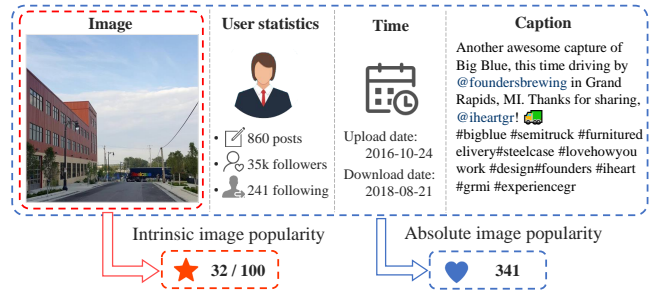 Image
User statistics
860 posts
35k followers
241 following
Time
Upload date:
2016-10-24
Download date:
2018-08-21
Caption
Another awesome capture of
Big Blue, this time driving by
@foundersbrewing in Grand
Rapids, MI. Thanks for sharing,
@iheartgr!
#bigblue #semitruck #furnitured
elivery#steelcase #lovehowyou
work #design#founders #iheart
#grmi #experiencegr
Intrinsic image popularity
32 / 100
Absolute image popularity
341